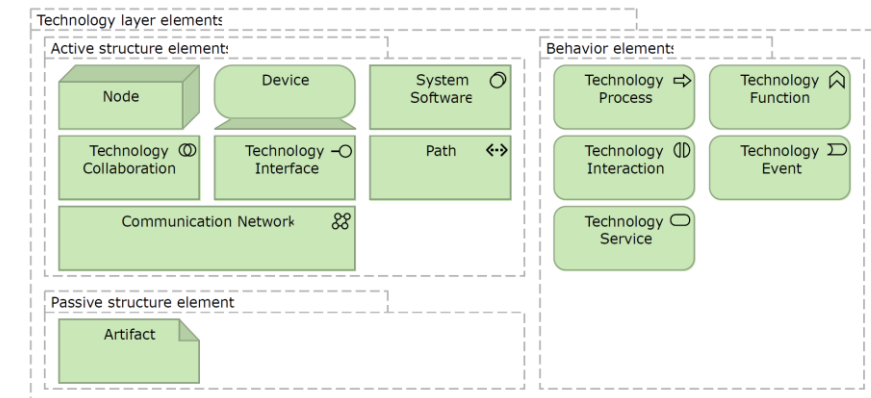 Technology layer elements
Active structure elements
Node
Device
System
Software
Technology
Collaboration
Technology
Interface
Path
Communication Network
Passive structure element
Artifact
Behavior elements
Technology
Process
Technology
Function
Technology
Interaction
Technology
Event
Technology
Service